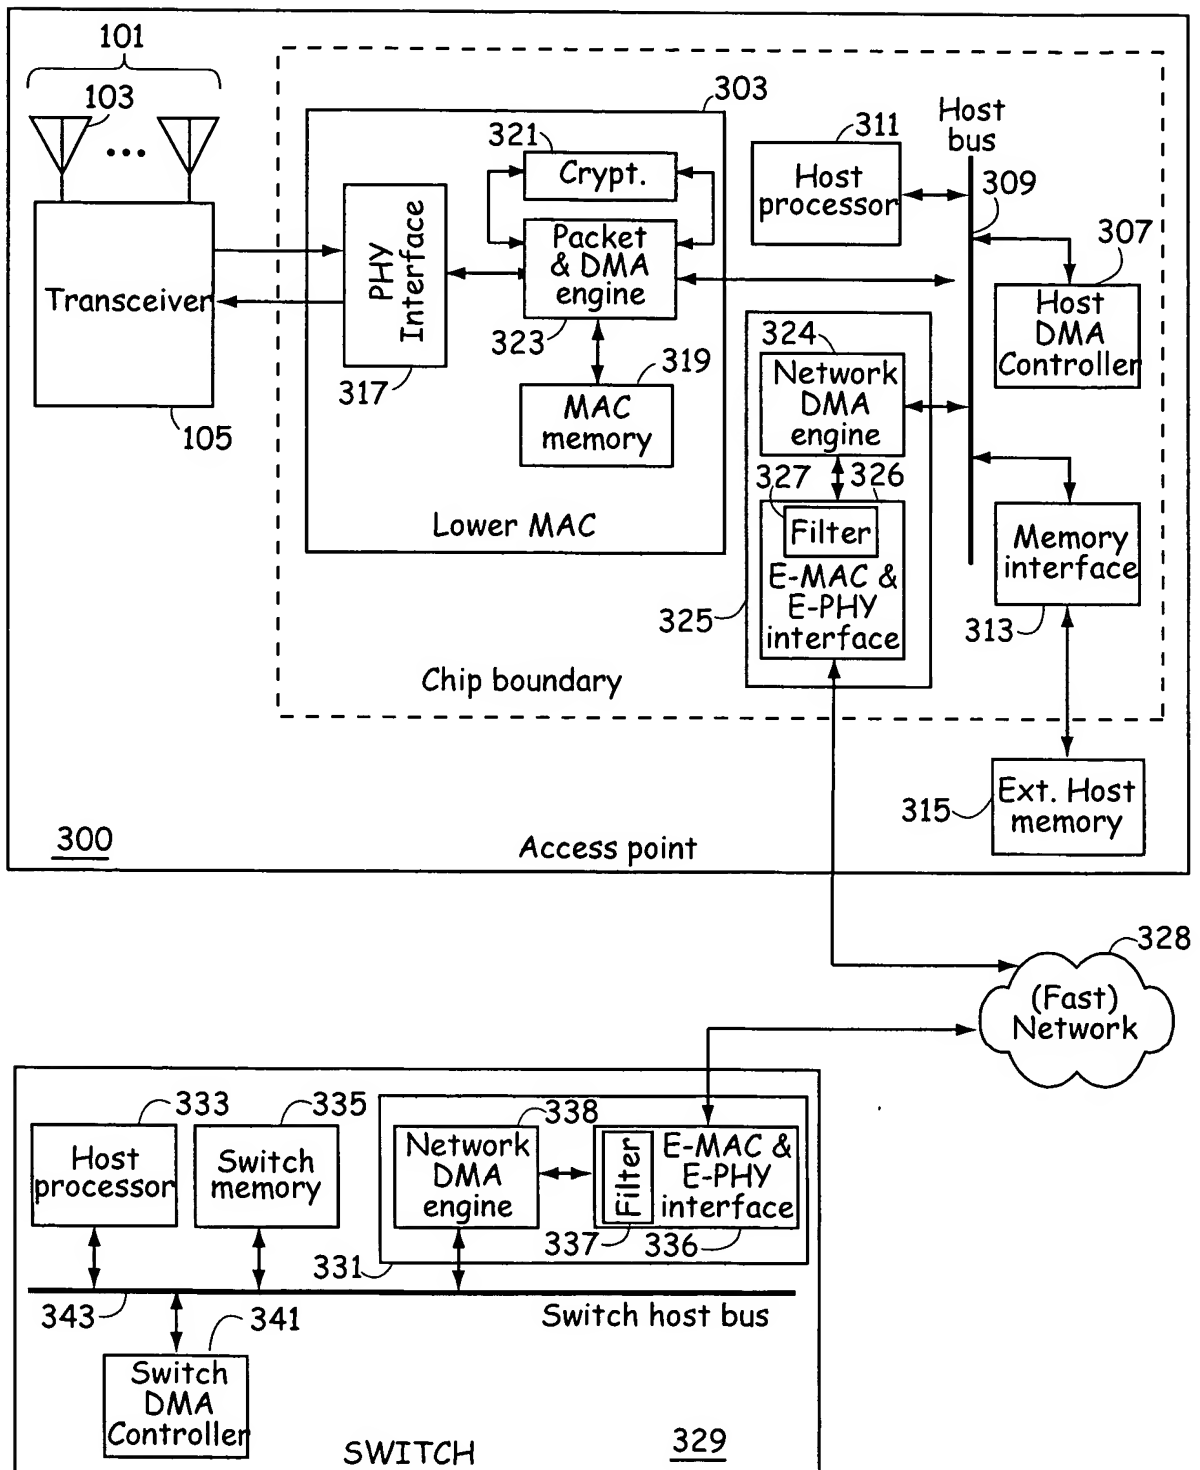 101
103
Transceiver
105
303
321
Crypt.
PHY
Interface
317
Packet
& DMA
engine
323
319
MAC
memory
Lower MAC
311
Host
processor
Host
bus
309
307
Host
DMA
Controller
324
Network
DMA
engine
327
326
Filter
E-MAC &
E-PHY
interface
325
Memory
interface
313
Chip boundary
315
Ext. Host
memory
300
Access point
328
(Fast)
Network
333
Host
processor
335
Switch
memory
338
Network
DMA
engine
Filter
E-MAC &
E-PHY
interface
337
336
331
343
Switch host bus
341
Switch
DMA
Controller
SWITCH
329